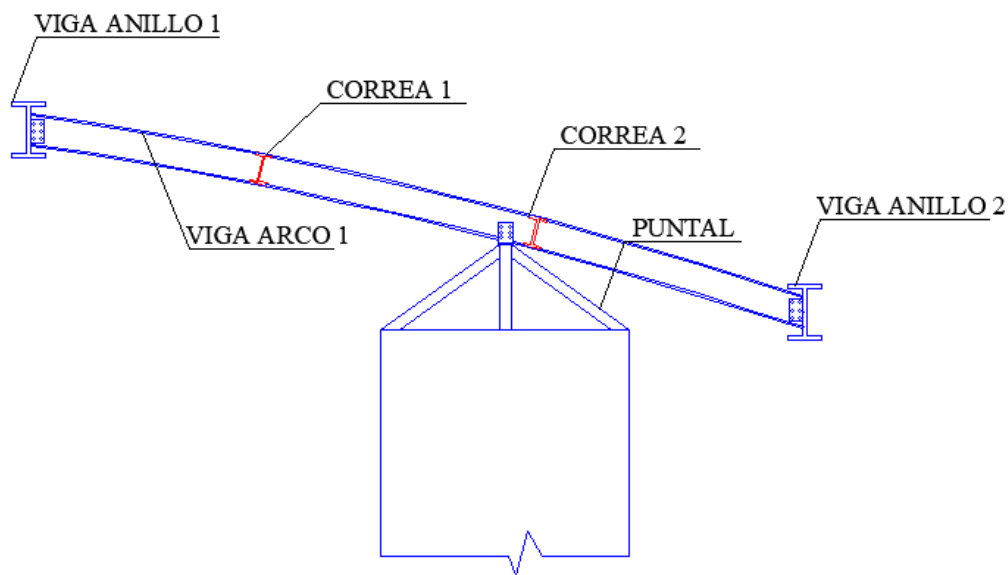 VIGA ANILLO 1
CORREA 1
CORREA 2
VIGA ANILLO 2
VIGA ARCO 1
PUNTAL